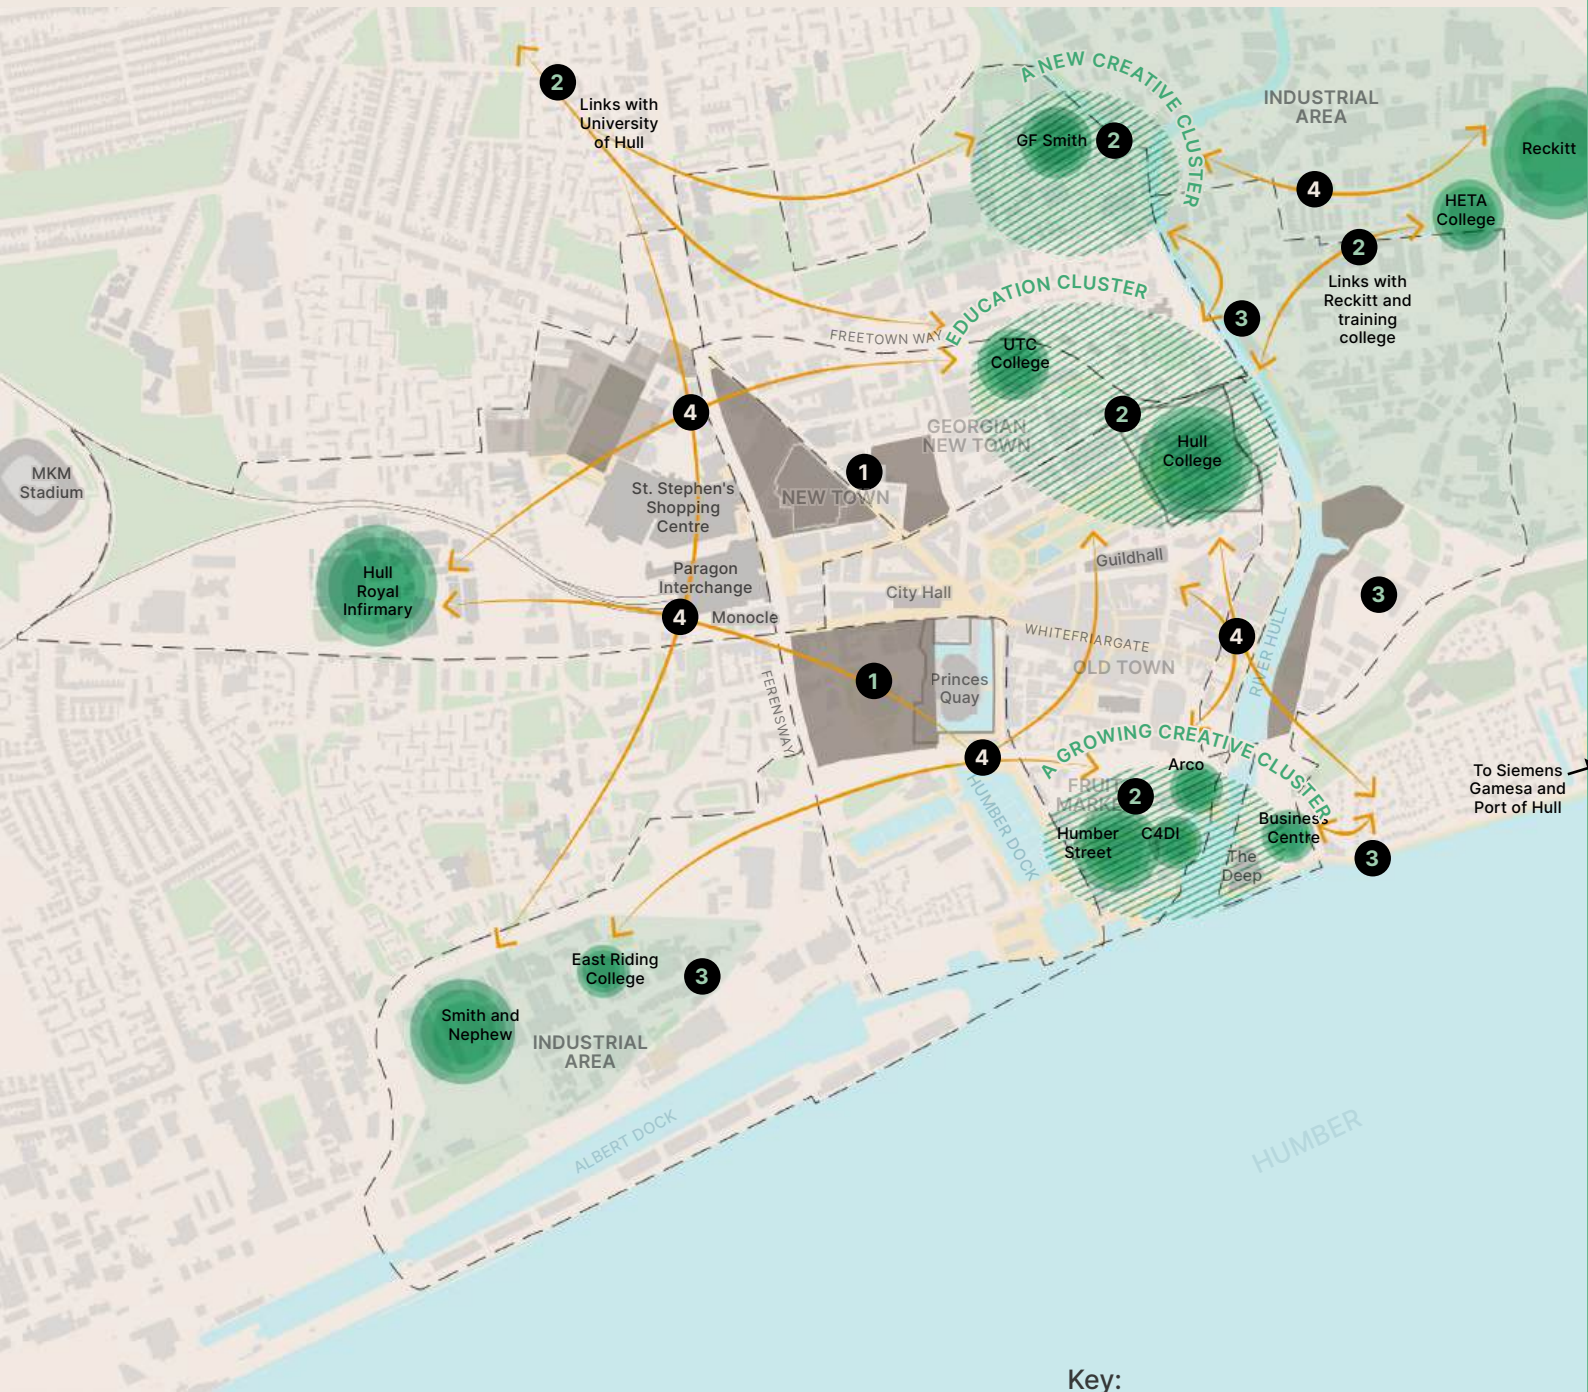 2
Links with
University
of Hull
A NEW CREATIVE CLUSTER
GF Smith
2
INDUSTRIAL
AREA
Reckitt
4
HETA
College
2
Links with
Reckitt and
training
college
3
EDUCATION CLUSTER
FREETOWN WAY
UTC
College
4
2
GEORGIAN
NEW TOWN
Hull
College
1
NEW TOWN
MKM
Stadium
St. Stephen's
Shopping
Centre
Hull
Royal
Infirmary
Paragon
Interchange
4
Monocle
City Hall
Guildhall
3
WHITEFRIARGATE
OLD TOWN
4
RIVER HULL
1
Princes
Quay
FERENSWAY
4
A GROWING CREATIVE CLUSTER
Arco
FRUIT
MARKET
2
Humber
Street
C4DI
Business
Centre
The
Deep
3
To Siemens
Gamesa and
Port of Hull
HUMBER DOCK
East Riding
College
3
Smith and
Nephew
INDUSTRIAL
AREA
ALBERT DOCK
HUMBER
Key: